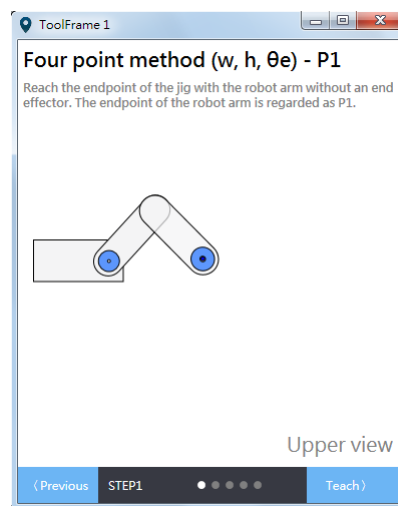 ToolFrame 1
Four point method (w, h, θe) - P1
Reach the endpoint of the jig with the robot arm without an end
effector. The endpoint of the robot arm is regarded as P1.
Upper view
〈 Previous
STEP1
Teach 〉